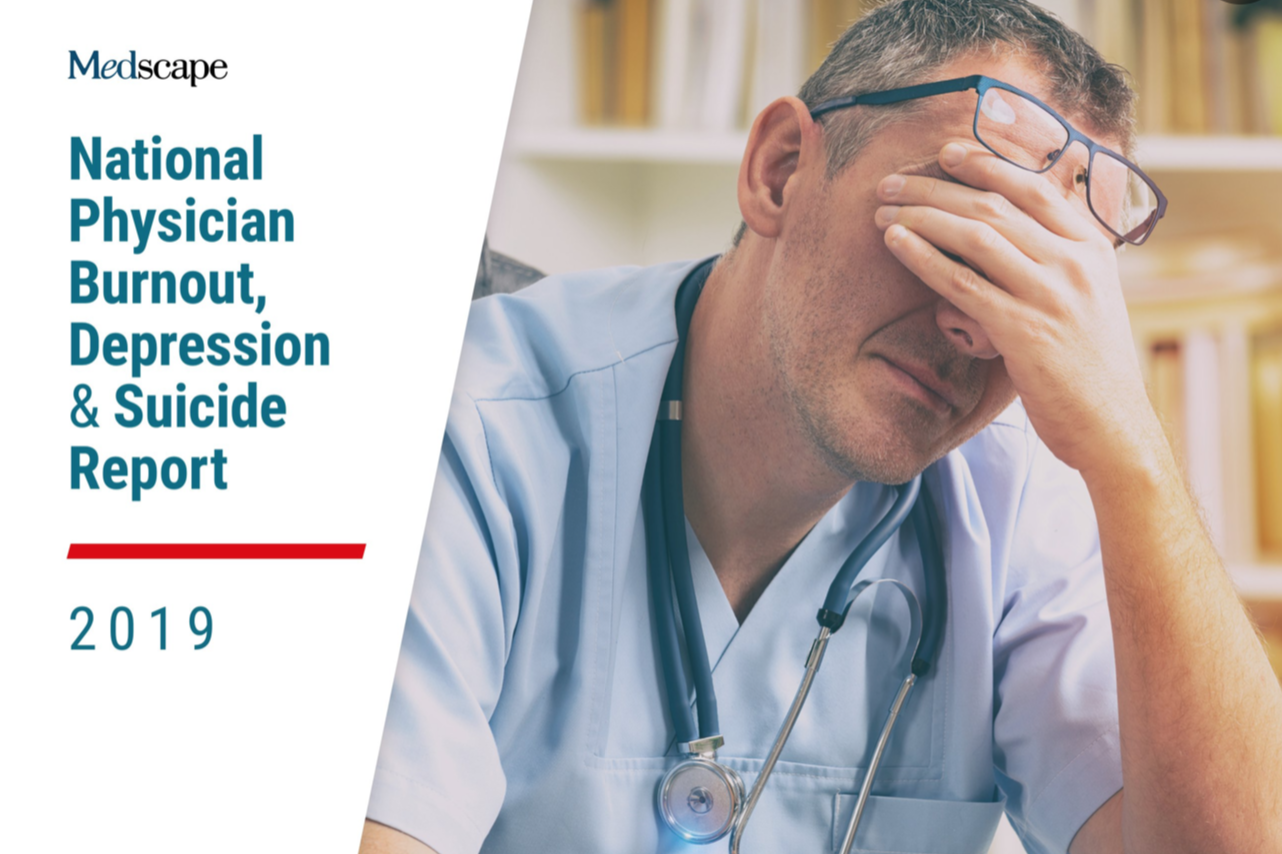 Medscape
National
Physician
Burnout,
Depression
& Suicide
Report
2019